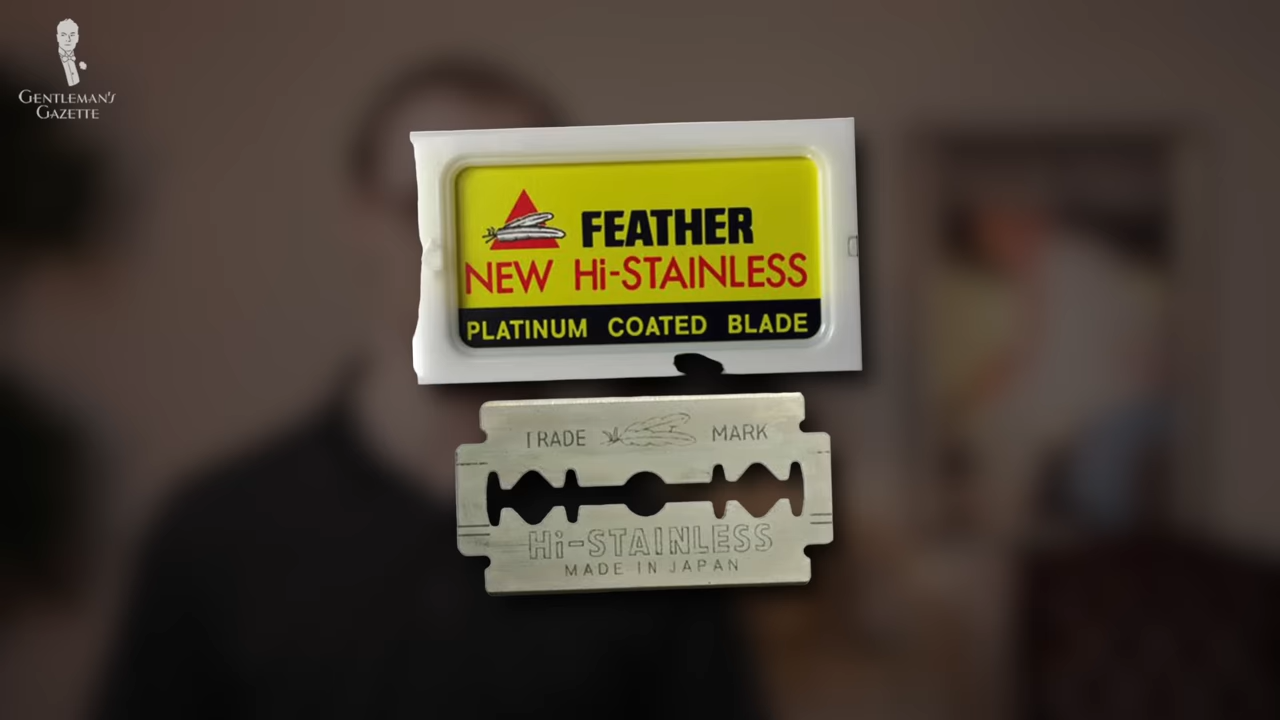 GENTLEMAN'S
GAZETTE
FEATHER
NEW Hi-STAINLESS
PLATINUM COATED BLADE
TRADE MARK
Hi-STAINLESS
MADE IN JAPAN